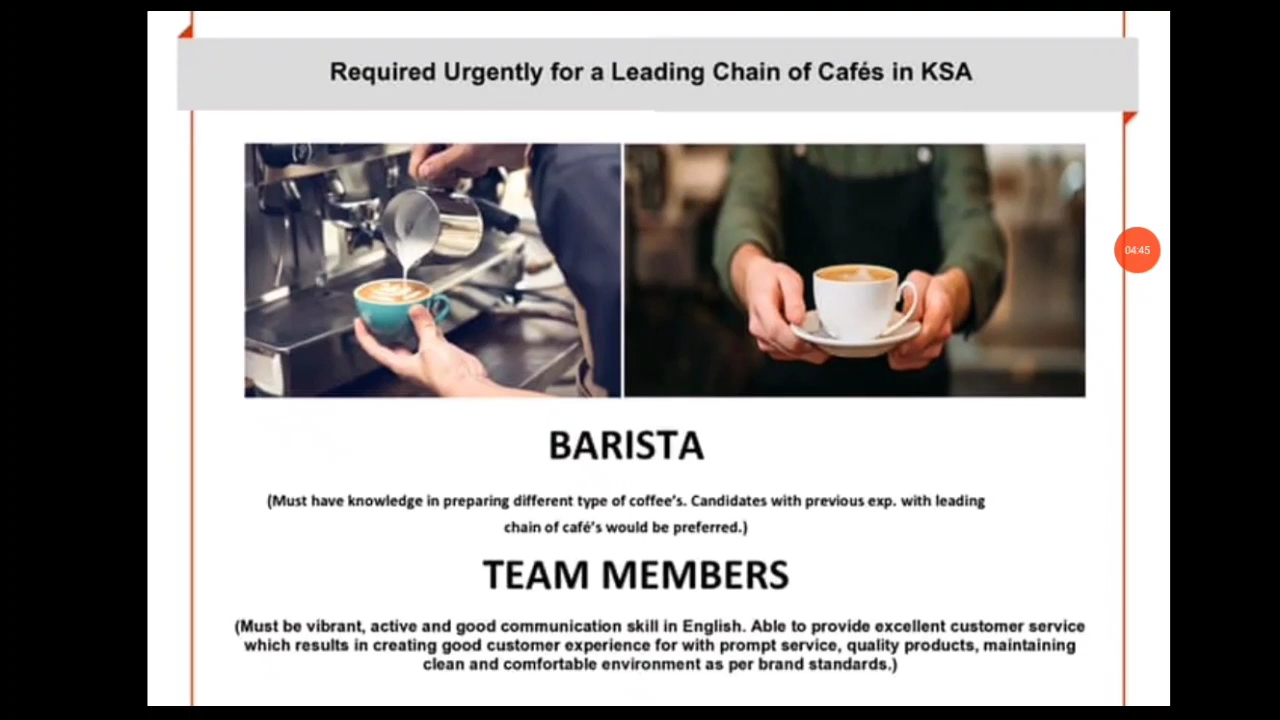 Required Urgently for a Leading Chain of Cafés in KSA
04:45
BARISTA
(Must have knowledge in preparing different type of coffee's. Candidates with previous exp. with leading
chain of café's would be preferred.)
TEAM MEMBERS
(Must be vibrant, active and good communication skill in English. Able to provide excellent customer service
which results in creating good customer experience for with prompt service, quality products, maintaining
clean and comfortable environment as per brand standards.)